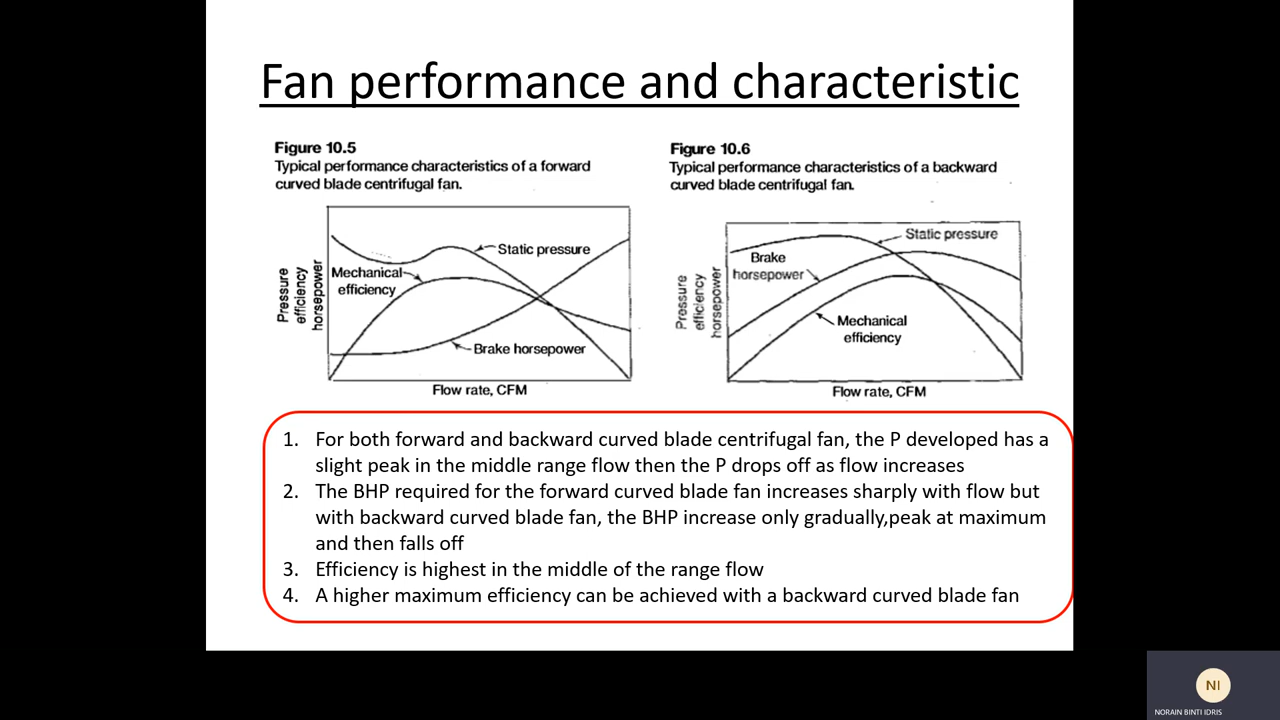 Fan performance and characteristic
Figure 10.5
Typical performance characteristics of a forward
curved blade centrifugal fan.
Static pressure
Mechanical
efficiency
Brake horsepower
Pressure
efficiency
horsepower
Flow rate, CFM
Figure 10.6
Typical performance characteristics of a backward
curved blade centrifugal fan.
Static pressure
Brake
horsepower
Mechanical
efficiency
Pressure
efficiency
horsepower
Flow rate, CFM
1. For both forward and backward curved blade centrifugal fan, the P developed has a
slight peak in the middle range flow then the P drops off as flow increases
2. The BHP required for the forward curved blade fan increases sharply with flow but
with backward curved blade fan, the BHP increase only gradually,peak at maximum
and then falls off
3. Efficiency is highest in the middle of the range flow
4. A higher maximum efficiency can be achieved with a backward curved blade fan
NI
NORAIN BINTI IDRIS